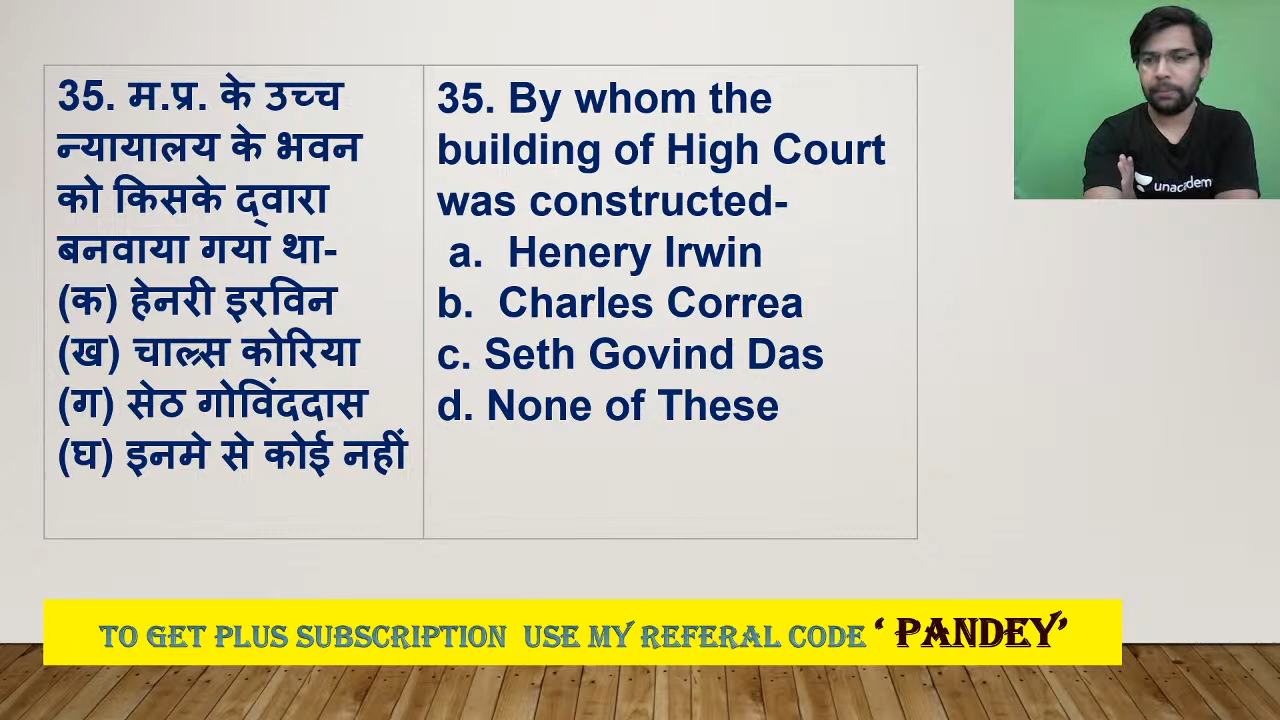 35. म.प्र. के उच्च
न्यायालय के भवन
को किसके द्वारा
बनवाया गया था-
(क) हेनरी इरविन
(ख) चाल्र्स कोरिया
(ग) सेठ गोविंददास
(घ) इनमे से कोई नहीं
35. By whom the
building of High Court
was constructed-
a. Henery Irwin
b. Charles Correa
c. Seth Govind Das
d. None of These
unacadem
TO GET PLUS SUBSCRIPTION USE MY REFERAL CODE ‘ PANDEY’